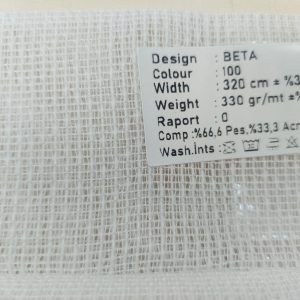 Design : BETA
Colour : 100
Width : 320 cm ± %3
Weight : 330 gr/mt ±%
Raport : 0
Comp :%66,6 Pes,%33,3 Acr
Wash.İnts :